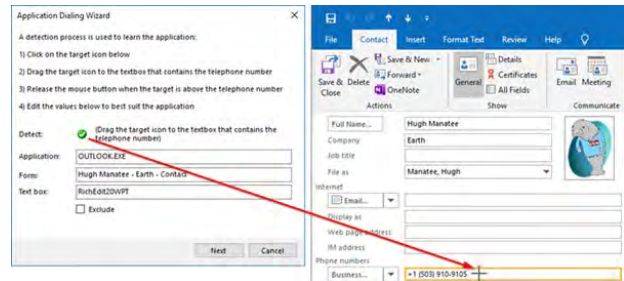 Application Dialing Wizard
A detection process is used to learn the application:
1) Click on the target icon below
2) Drag the target icon to the textbox that contains the telephone number
3) Release the mouse button when the target is above the telephone number
4) Edit the values below to best suit the application
Detect: (Drag the target icon to the textbox that contains the
telephone number)
Application: OUTLOOK.EXE
Form: Hugh Manatee - Earth - Contact
Text box: RichEdit20WPT
Exclude
Next Cancel
File Contact Insert Format Text Review Help
Save & Close
Delete
Save & New
Forward
OneNote
Actions
General
Details
Certificates
All Fields
Show
Email Meeting
Communicate
Full Name... Hugh Manatee
Company Earth
Job title
File as Manatee, Hugh
Internet
Email...
Display as
Web page address
IM address
Phone numbers
Business... +1 (503) 910-9105